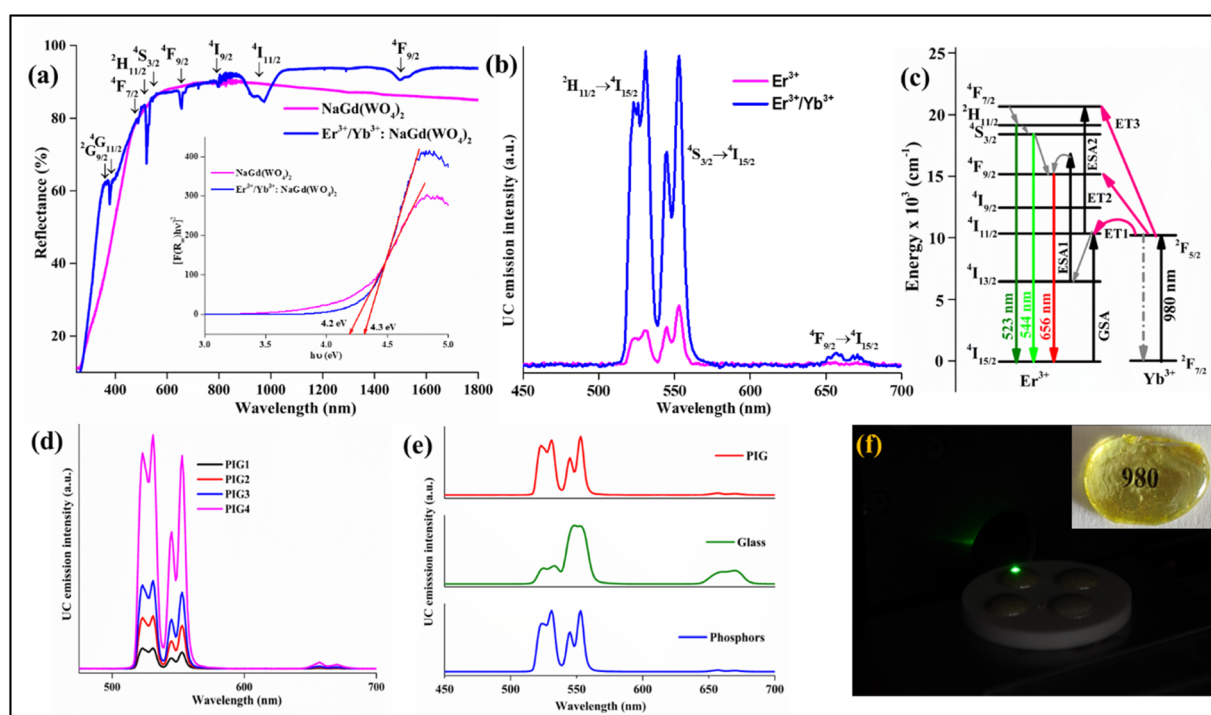 (a)
100
80
60
40
20
Reflectance (%)
400 600 800 1000 1200 1400 1600 1800
Wavelength (nm)
²G₉/₂
⁴G₁₁/₂
⁴F₇/₂
²H₁₁/₂
⁴S₃/₂
⁴F₉/₂
⁴I₉/₂
⁴I₁₁/₂
⁴F₉/₂
NaGd(WO₄)₂
Er³⁺/Yb³⁺: NaGd(WO₄)₂
NaGd(WO₄)₂
Er³⁺/Yb³⁺: NaGd(WO₄)₂
400
300
200
100
0
[F(R∞)hυ]²
4.2 eV
4.3 eV
3.0 3.5 4.0 4.5 5.0
hυ (eV)
(b)
UC emission intensity (a.u.)
Er³⁺
Er³⁺/Yb³⁺
²H₁₁/₂→⁴I₁₅/₂
⁴S₃/₂→⁴I₁₅/₂
⁴F₉/₂→⁴I₁₅/₂
450 500 550 600 650 700
Wavelength (nm)
(c)
Energy x 10³ (cm⁻¹)
25
20
15
10
5
0
⁴F₇/₂
²H₁₁/₂
⁴S₃/₂
⁴F₉/₂
⁴I₉/₂
⁴I₁₁/₂
⁴I₁₃/₂
⁴I₁₅/₂
523 nm
544 nm
656 nm
ESA1
ESA2
GSA
ET3
ET2
ET1
²F₅/₂
980 nm
²F₇/₂
Er³⁺
Yb³⁺
(d)
UC emission intensity (a.u.)
PIG1
PIG2
PIG3
PIG4
500 600 700
Wavelength (nm)
(e)
UC emisssion intensity (a.u.)
PIG
Glass
Phosphors
450 500 550 600 650 700
Wavelength (nm)
(f)
980